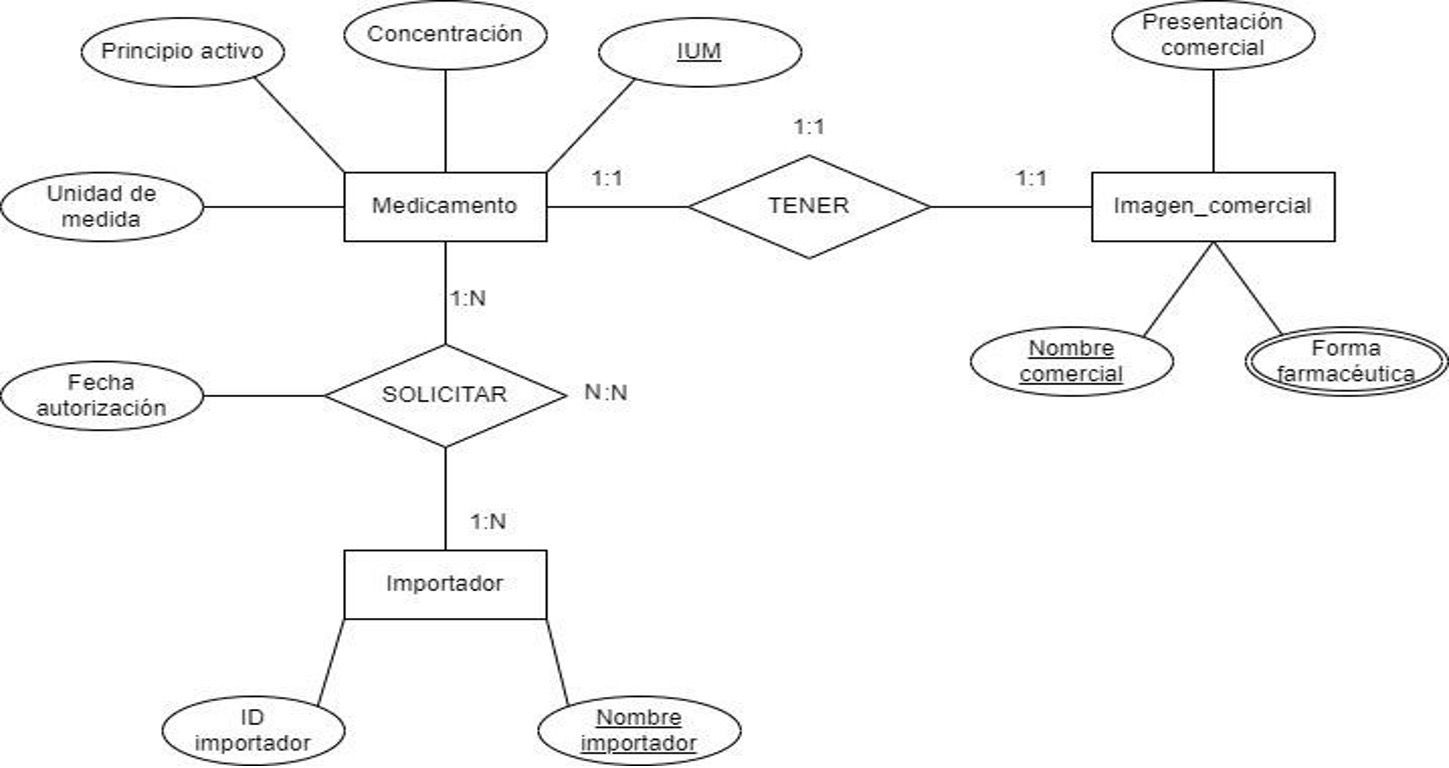 Principio activo
Concentración
IUM
Presentación
comercial
1:1
Unidad de
medida
Medicamento
1:1
TENER
1:1
Imagen_comercial
1:N
Nombre
comercial
Forma
farmacéutica
Fecha
autorización
SOLICITAR
N:N
1:N
Importador
ID
importador
Nombre
importador